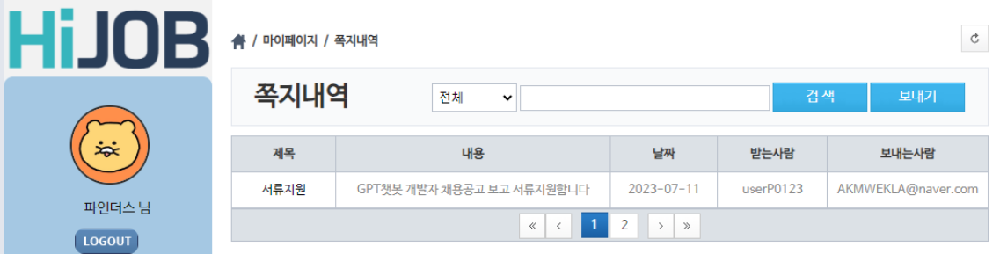 HiJOB
파인더스 님
LOGOUT
/ 마이페이지 / 쪽지내역
쪽지내역
전체 검색 보내기
제목 내용 날짜 받는사람 보내는사람
서류지원 GPT챗봇 개발자 채용공고 보고 서류지원합니다 2023-07-11 userP0123 AKMWEKLA@naver.com
« ‹ 1 2 › »